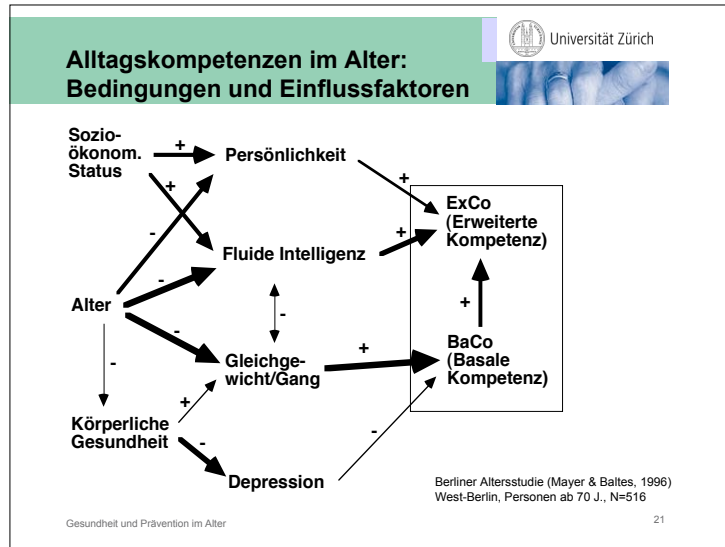 Alltagskompetenzen im Alter:
Bedingungen und Einflussfaktoren
Universität Zürich
Sozio-
ökonom.
Status
+
Persönlichkeit
+
+
ExCo
(Erweiterte
Kompetenz)
-
Fluide Intelligenz
+
-
Alter
-
-
+
-
Gleichge-
wicht/Gang
+
BaCo
(Basale
Kompetenz)
+
Körperliche
Gesundheit
-
-
Depression
Berliner Altersstudie (Mayer & Baltes, 1996)
West-Berlin, Personen ab 70 J., N=516
Gesundheit und Prävention im Alter
21